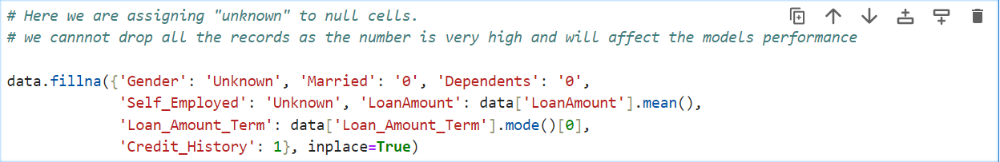 # Here we are assigning "unknown" to null cells.
# we cannnot drop all the records as the number is very high and will affect the models performance
data.fillna({'Gender': 'Unknown', 'Married': '0', 'Dependents': '0',
'Self_Employed': 'Unknown', 'LoanAmount': data['LoanAmount'].mean(),
'Loan_Amount_Term': data['Loan_Amount_Term'].mode()[0],
'Credit_History': 1}, inplace=True)